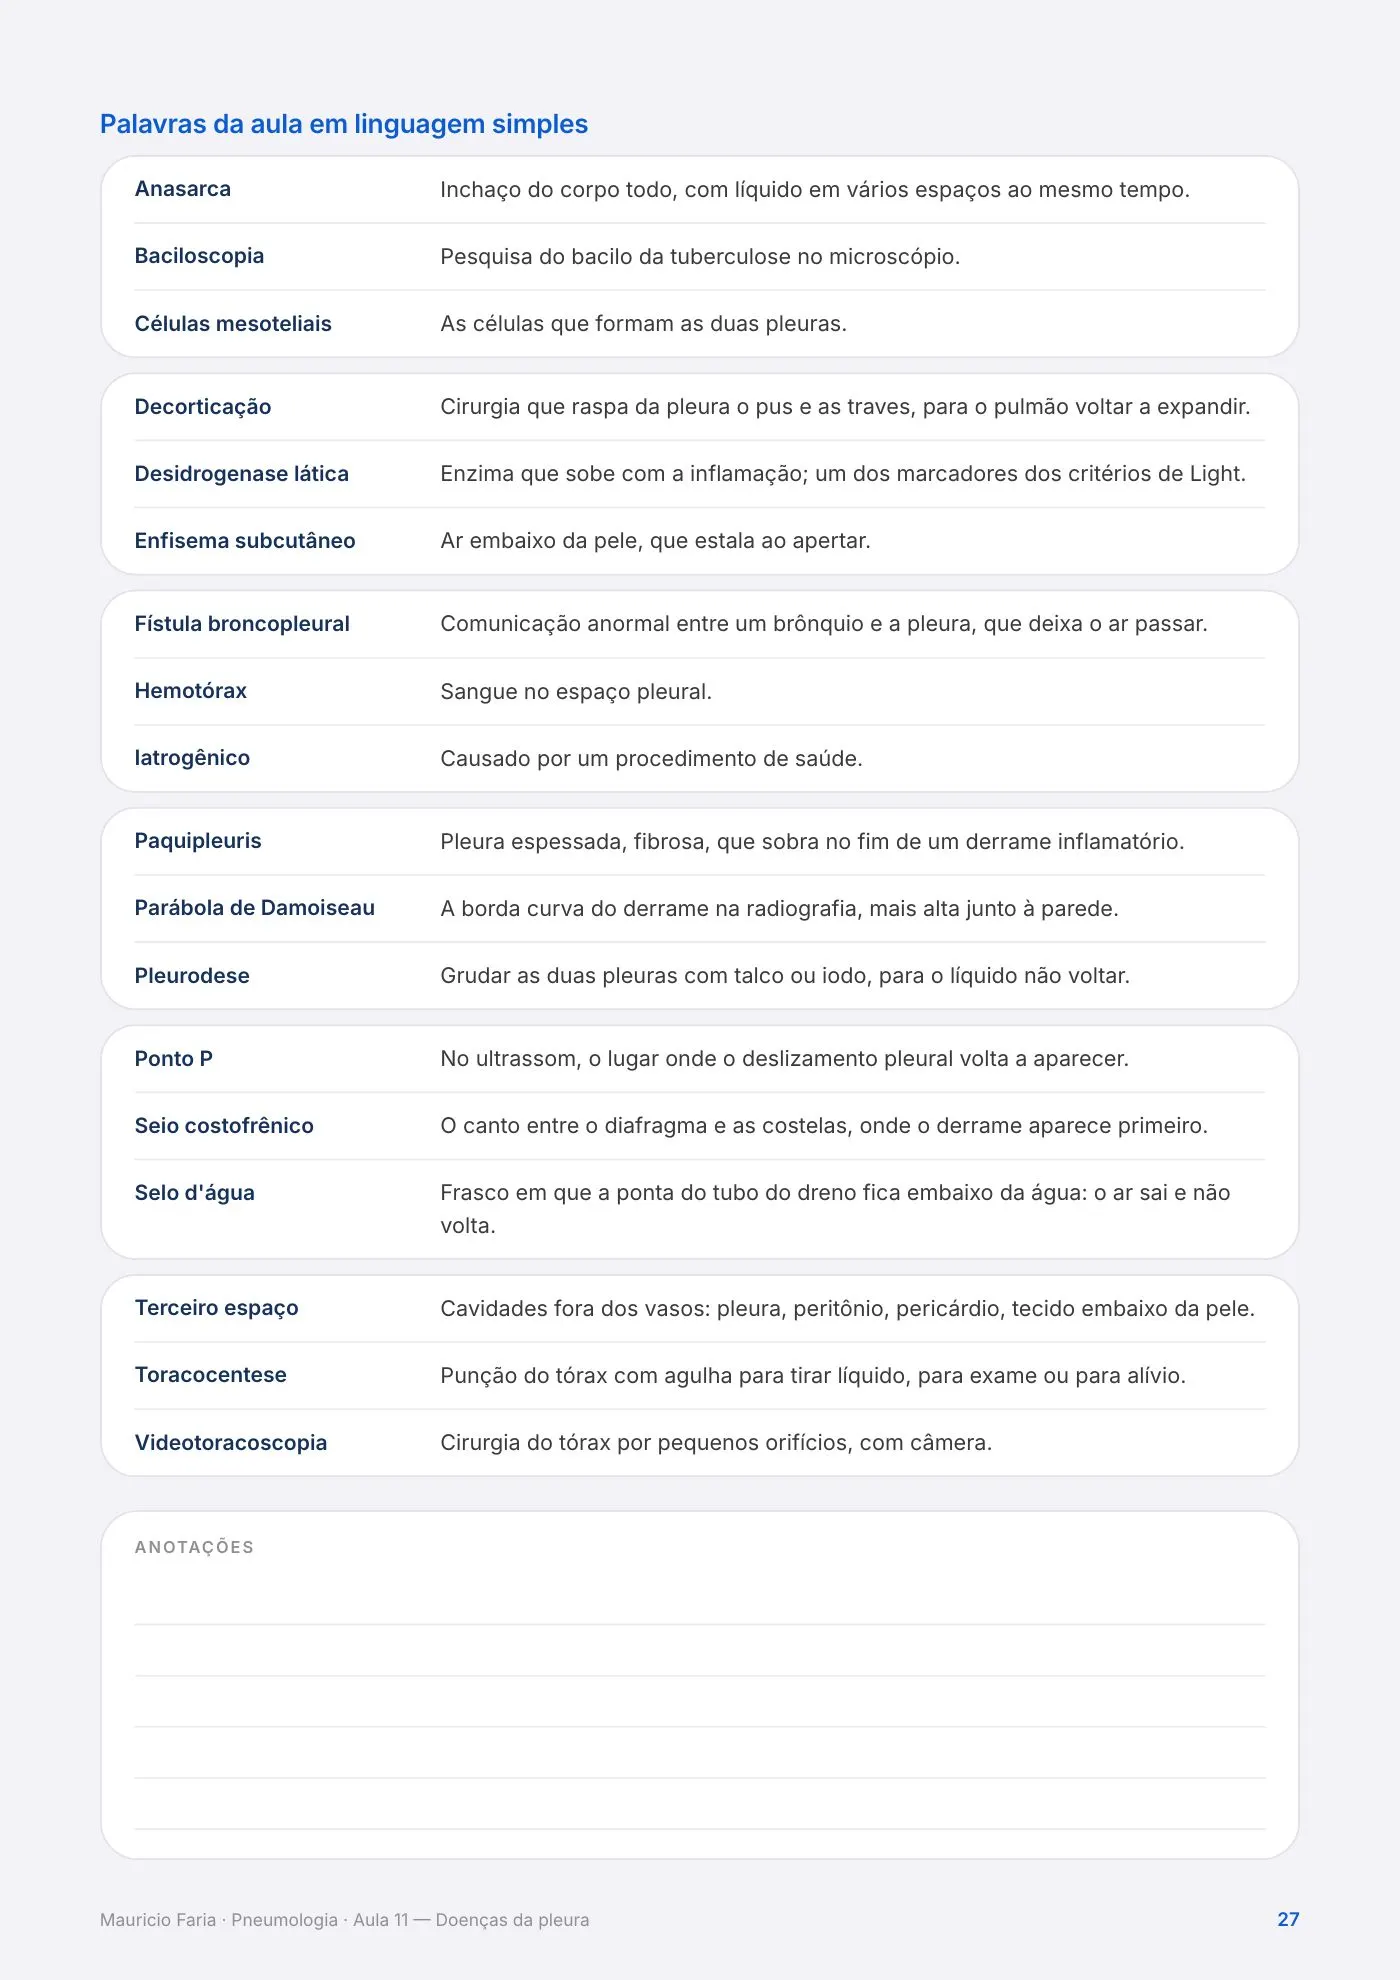 Palavras da aula em linguagem simples
Anasarca
Inchaço do corpo todo, com líquido em vários espaços ao mesmo tempo.
Baciloscopia
Pesquisa do bacilo da tuberculose no microscópio.
Células mesoteliais
As células que formam as duas pleuras.
Decorticação
Cirurgia que raspa da pleura o pus e as traves, para o pulmão voltar a expandir.
Desidrogenase lática
Enzima que sobe com a inflamação; um dos marcadores dos critérios de Light.
Enfisema subcutâneo
Ar embaixo da pele, que estala ao apertar.
Fístula broncopleural
Comunicação anormal entre um brônquio e a pleura, que deixa o ar passar.
Hemotórax
Sangue no espaço pleural.
Iatrogênico
Causado por um procedimento de saúde.
Paquipleuris
Pleura espessada, fibrosa, que sobra no fim de um derrame inflamatório.
Parábola de Damoiseau
A borda curva do derrame na radiografia, mais alta junto à parede.
Pleurodese
Grudar as duas pleuras com talco ou iodo, para o líquido não voltar.
Ponto P
No ultrassom, o lugar onde o deslizamento pleural volta a aparecer.
Seio costofrênico
O canto entre o diafragma e as costelas, onde o derrame aparece primeiro.
Selo d'água
Frasco em que a ponta do tubo do dreno fica embaixo da água: o ar sai e não
volta.
Terceiro espaço
Cavidades fora dos vasos: pleura, peritônio, pericárdio, tecido embaixo da pele.
Toracocentese
Punção do tórax com agulha para tirar líquido, para exame ou para alívio.
Videotoracoscopia
Cirurgia do tórax por pequenos orifícios, com câmera.
ANOTAÇÕES
Mauricio Faria · Pneumologia · Aula 11 — Doenças da pleura
27